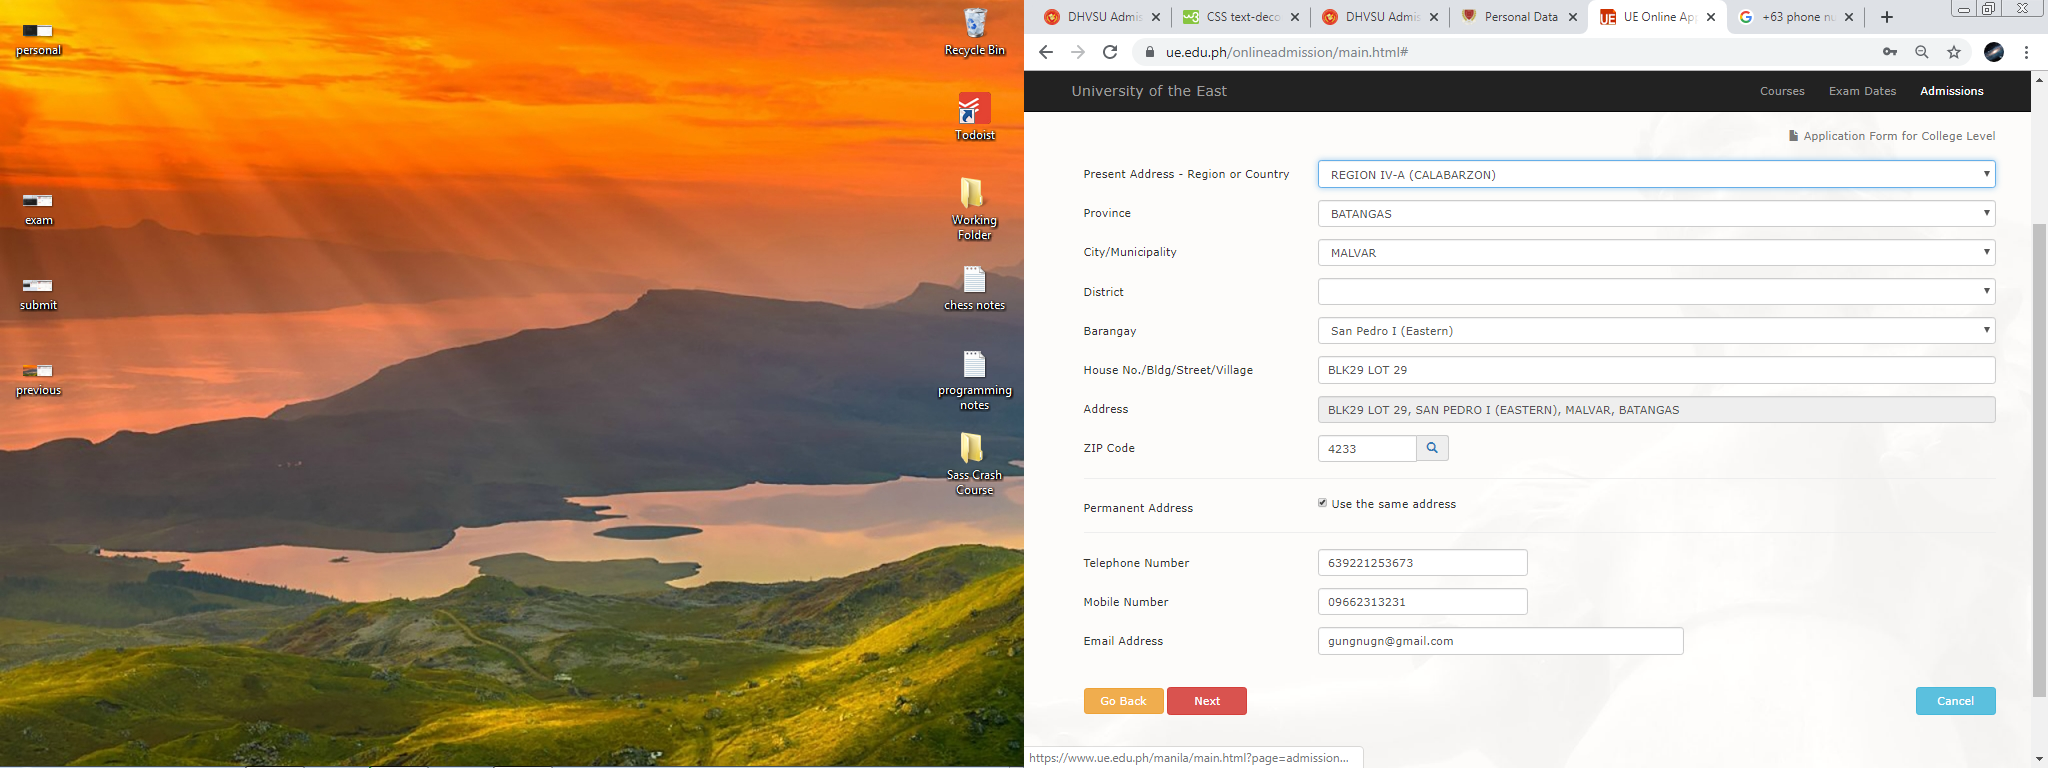 personal
exam
submit
previous
Recycle Bin
Todoist
Working
Folder
chess notes
programming
notes
Sass Crash
Course
DHVSU Admis
CSS text-deco
DHVSU Admis
Personal Data
UE Online App
+63 phone nu
ue.edu.ph/onlineadmission/main.html#
University of the East
Courses
Exam Dates
Admissions
Application Form for College Level
Present Address - Region or Country
REGION IV-A (CALABARZON)
Province
BATANGAS
City/Municipality
MALVAR
District
Barangay
San Pedro I (Eastern)
House No./Bldg/Street/Village
BLK29 LOT 29
Address
BLK29 LOT 29, SAN PEDRO I (EASTERN), MALVAR, BATANGAS
ZIP Code
4233
Permanent Address
Use the same address
Telephone Number
639221253673
Mobile Number
09662313231
Email Address
gungnugn@gmail.com
Go Back
Next
Cancel
https://www.ue.edu.ph/manila/main.html?page=admission...